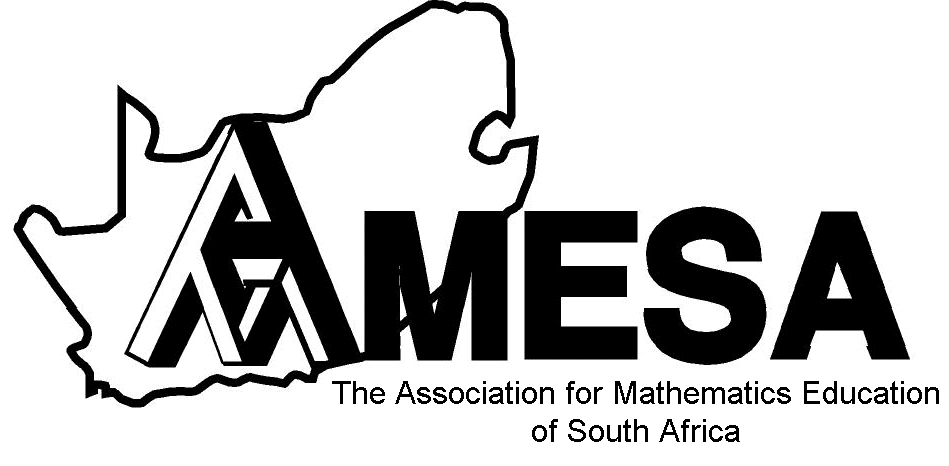 AMESA
The Association for Mathematics Education
of South Africa